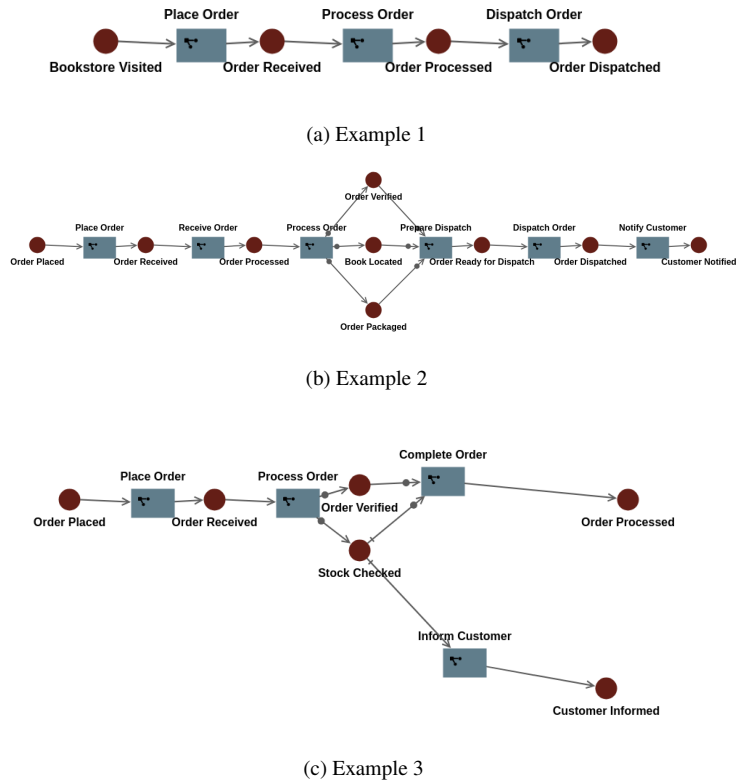 Place Order Process Order Dispatch Order
Bookstore Visited Order Received Order Processed Order Dispatched
(a) Example 1
Order Verified
Place Order Receive Order Process Order Prepare Dispatch Dispatch Order Notify Customer
Order Placed Order Received Order Processed Book Located Order Ready for Dispatch Order Dispatched Customer Notified
Order Packaged
(b) Example 2
Complete Order
Place Order Process Order
Order Verified
Order Placed Order Received Order Processed
Stock Checked
Inform Customer
Customer Informed
(c) Example 3